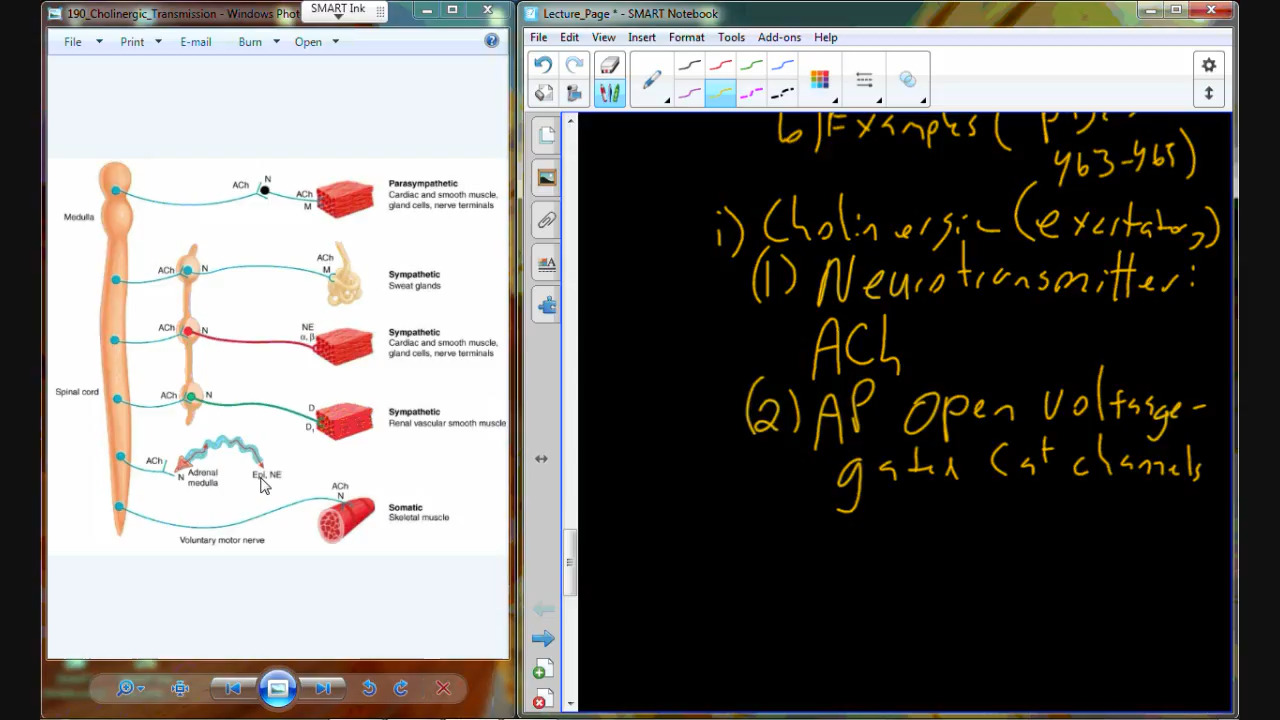 190_Cholinergic_Transmission - Windows Phot
SMART Ink
File Print E-mail Burn Open
Medulla
ACh N ACh M
Parasympathetic
Cardiac and smooth muscle,
gland cells, nerve terminals
ACh N ACh M
Sympathetic
Sweat glands
ACh N NE α, β
Sympathetic
Cardiac and smooth muscle,
gland cells, nerve terminals
Spinal cord
ACh N D D₁
Sympathetic
Renal vascular smooth muscle
ACh N
Adrenal
medulla
Epi, NE
ACh
N
Somatic
Skeletal muscle
Voluntary motor nerve
Lecture_Page * - SMART Notebook
File Edit View Insert Format Tools Add-ons Help
b) Examples (
463-465)
i) Cholinergic (excitatory)
(1) Neurotransmitter:
ACh
(2) AP open voltage-
gated Ca+ channels